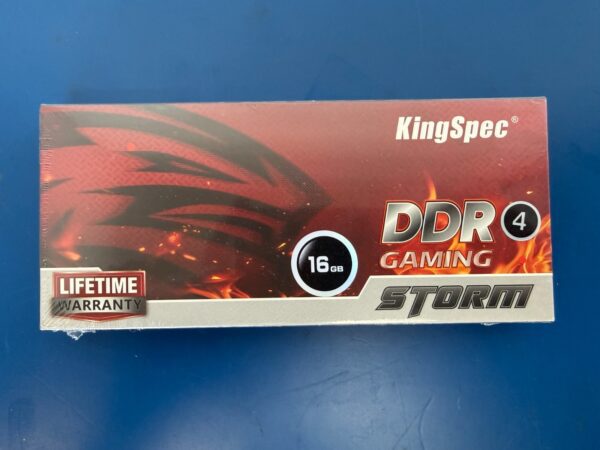 KingSpec®
DDR 4
GAMING
16GB
STORM
LIFETIME
WARRANTY